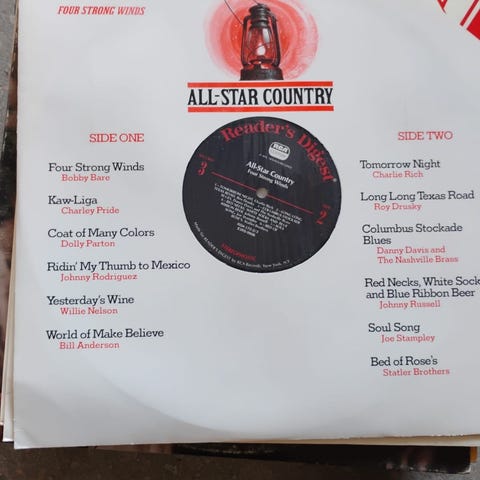 FOUR STRONG WINDS
ALL-STAR COUNTRY
SIDE ONE
Four Strong Winds
Bobby Bare
Kaw-Liga
Charley Pride
Coat of Many Colors
Dolly Parton
Ridin' My Thumb to Mexico
Johnny Rodriguez
Yesterday's Wine
Willie Nelson
World of Make Believe
Bill Anderson
Reader's Digest
RCA
All-Star Country
Four Strong Winds
3
2
STEREOPHONIC
SIDE TWO
Tomorrow Night
Charlie Rich
Long Long Texas Road
Roy Drusky
Columbus Stockade
Blues
Danny Davis and
The Nashville Brass
Red Necks, White Sock
and Blue Ribbon Beer
Johnny Russell
Soul Song
Joe Stampley
Bed of Rose's
Statler Brothers